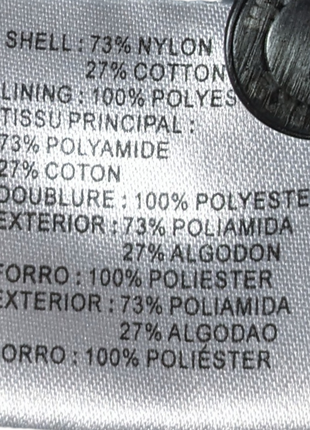 SHELL : 73% NYLON
27% COTTON
LINING : 100% POLYES
TISSU PRINCIPAL :
73% POLYAMIDE
27% COTON
DOUBLURE : 100% POLYESTE
EXTERIOR : 73% POLIAMIDA
27% ALGODON
FORRO : 100% POLIESTER
EXTERIOR : 73% POLIAMIDA
27% ALGODAO
FORRO : 100% POLIÉSTER